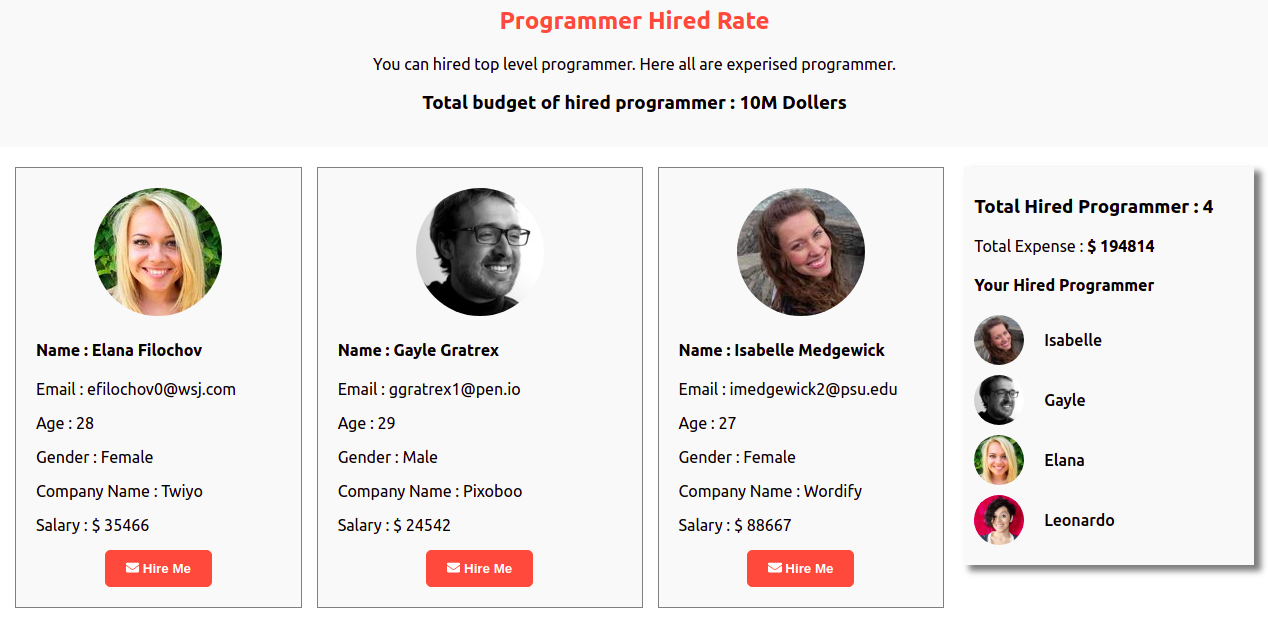 Programmer Hired Rate
You can hired top level programmer. Here all are experised programmer.
Total budget of hired programmer : 10M Dollers
Name : Elana Filochov
Email : efilochov0@wsj.com
Age : 28
Gender : Female
Company Name : Twiyo
Salary : $ 35466
Hire Me
Name : Gayle Gratrex
Email : ggratrex1@pen.io
Age : 29
Gender : Male
Company Name : Pixoboo
Salary : $ 24542
Hire Me
Name : Isabelle Medgewick
Email : imedgewick2@psu.edu
Age : 27
Gender : Female
Company Name : Wordify
Salary : $ 88667
Hire Me
Total Hired Programmer : 4
Total Expense : $ 194814
Your Hired Programmer
Isabelle
Gayle
Elana
Leonardo